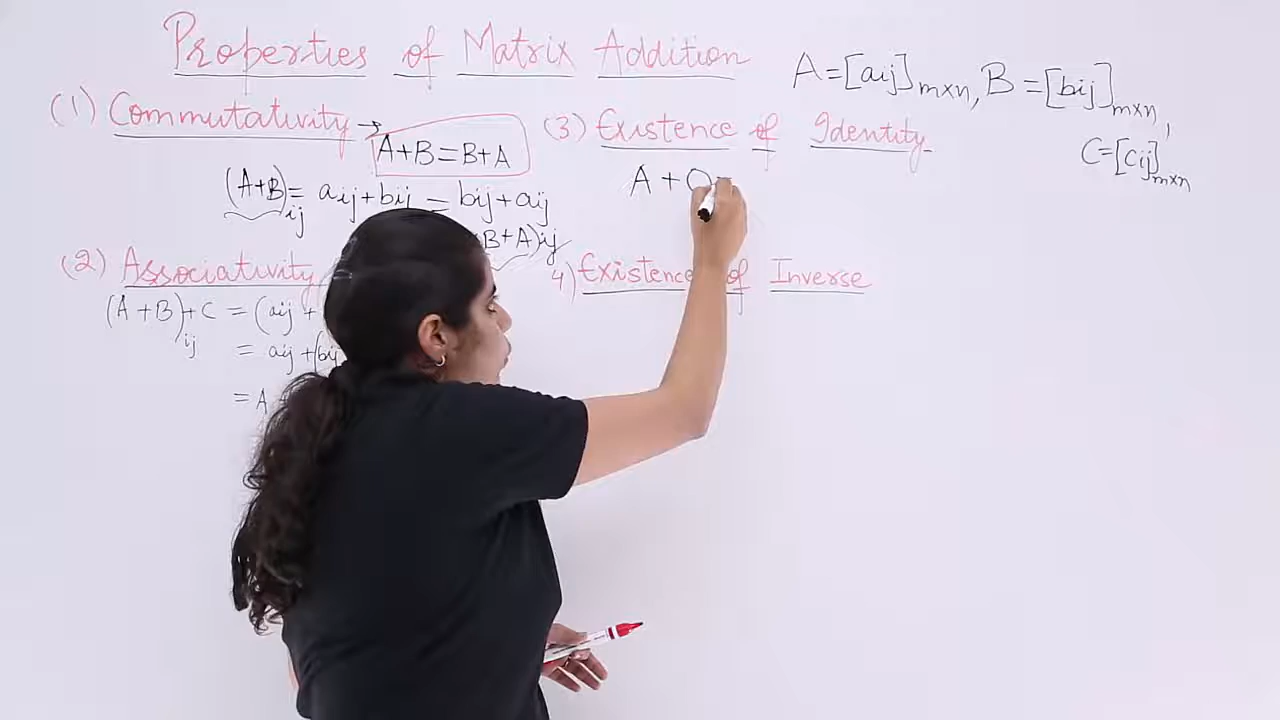 Properties of Matrix Addition
A=[aij]m×n, B=[bij]m×n,
C=[cij]m×n
(1) Commutativity → A+B=B+A
(A+B)ij = aij+bij = bij+aij
B+A)ij
(2) Associativity
(A+B)+C = (aij +
ij
= aij+(bij
= A
(3) Existence of Identity
A+O=
4) Existence of Inverse